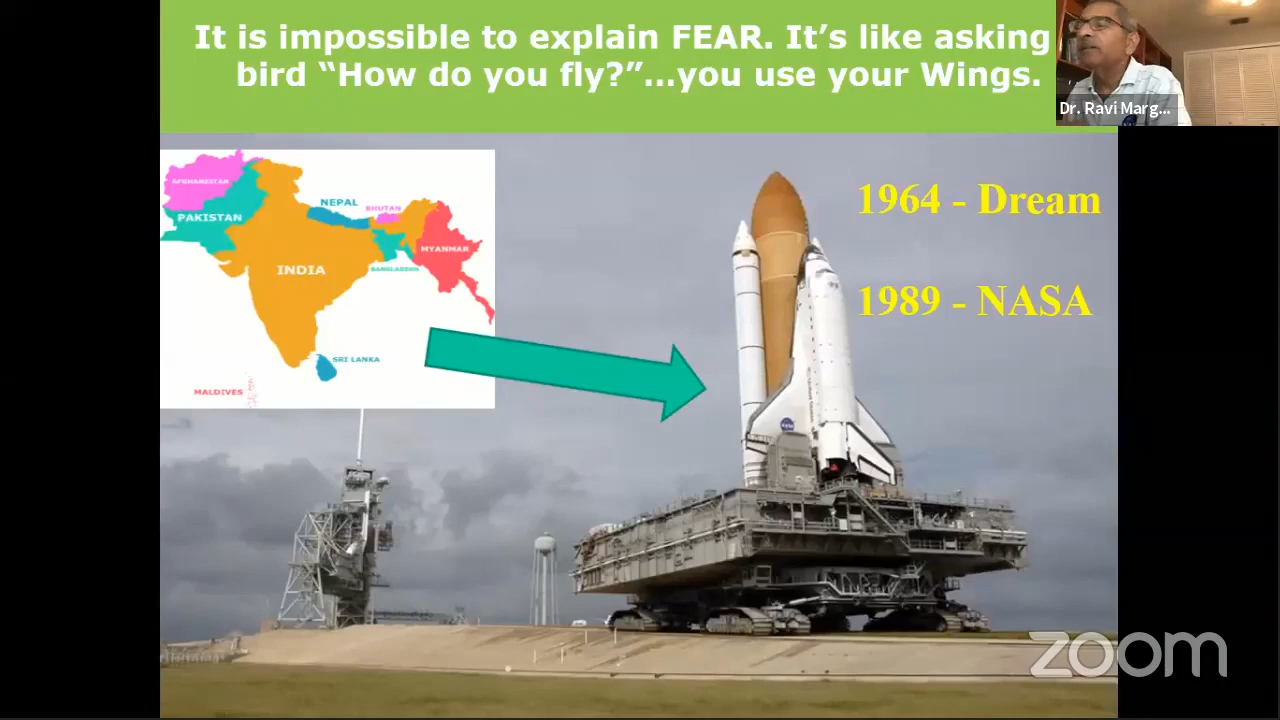 It is impossible to explain FEAR. It's like asking
bird “How do you fly?”...you use your Wings.
Dr. Ravi Marg...
1964 - Dream
1989 - NASA
AFGHANISTAN
PAKISTAN
NEPAL
BHUTAN
INDIA
BANGLADESH
MYANMAR
SRI LANKA
MALDIVES
zoom